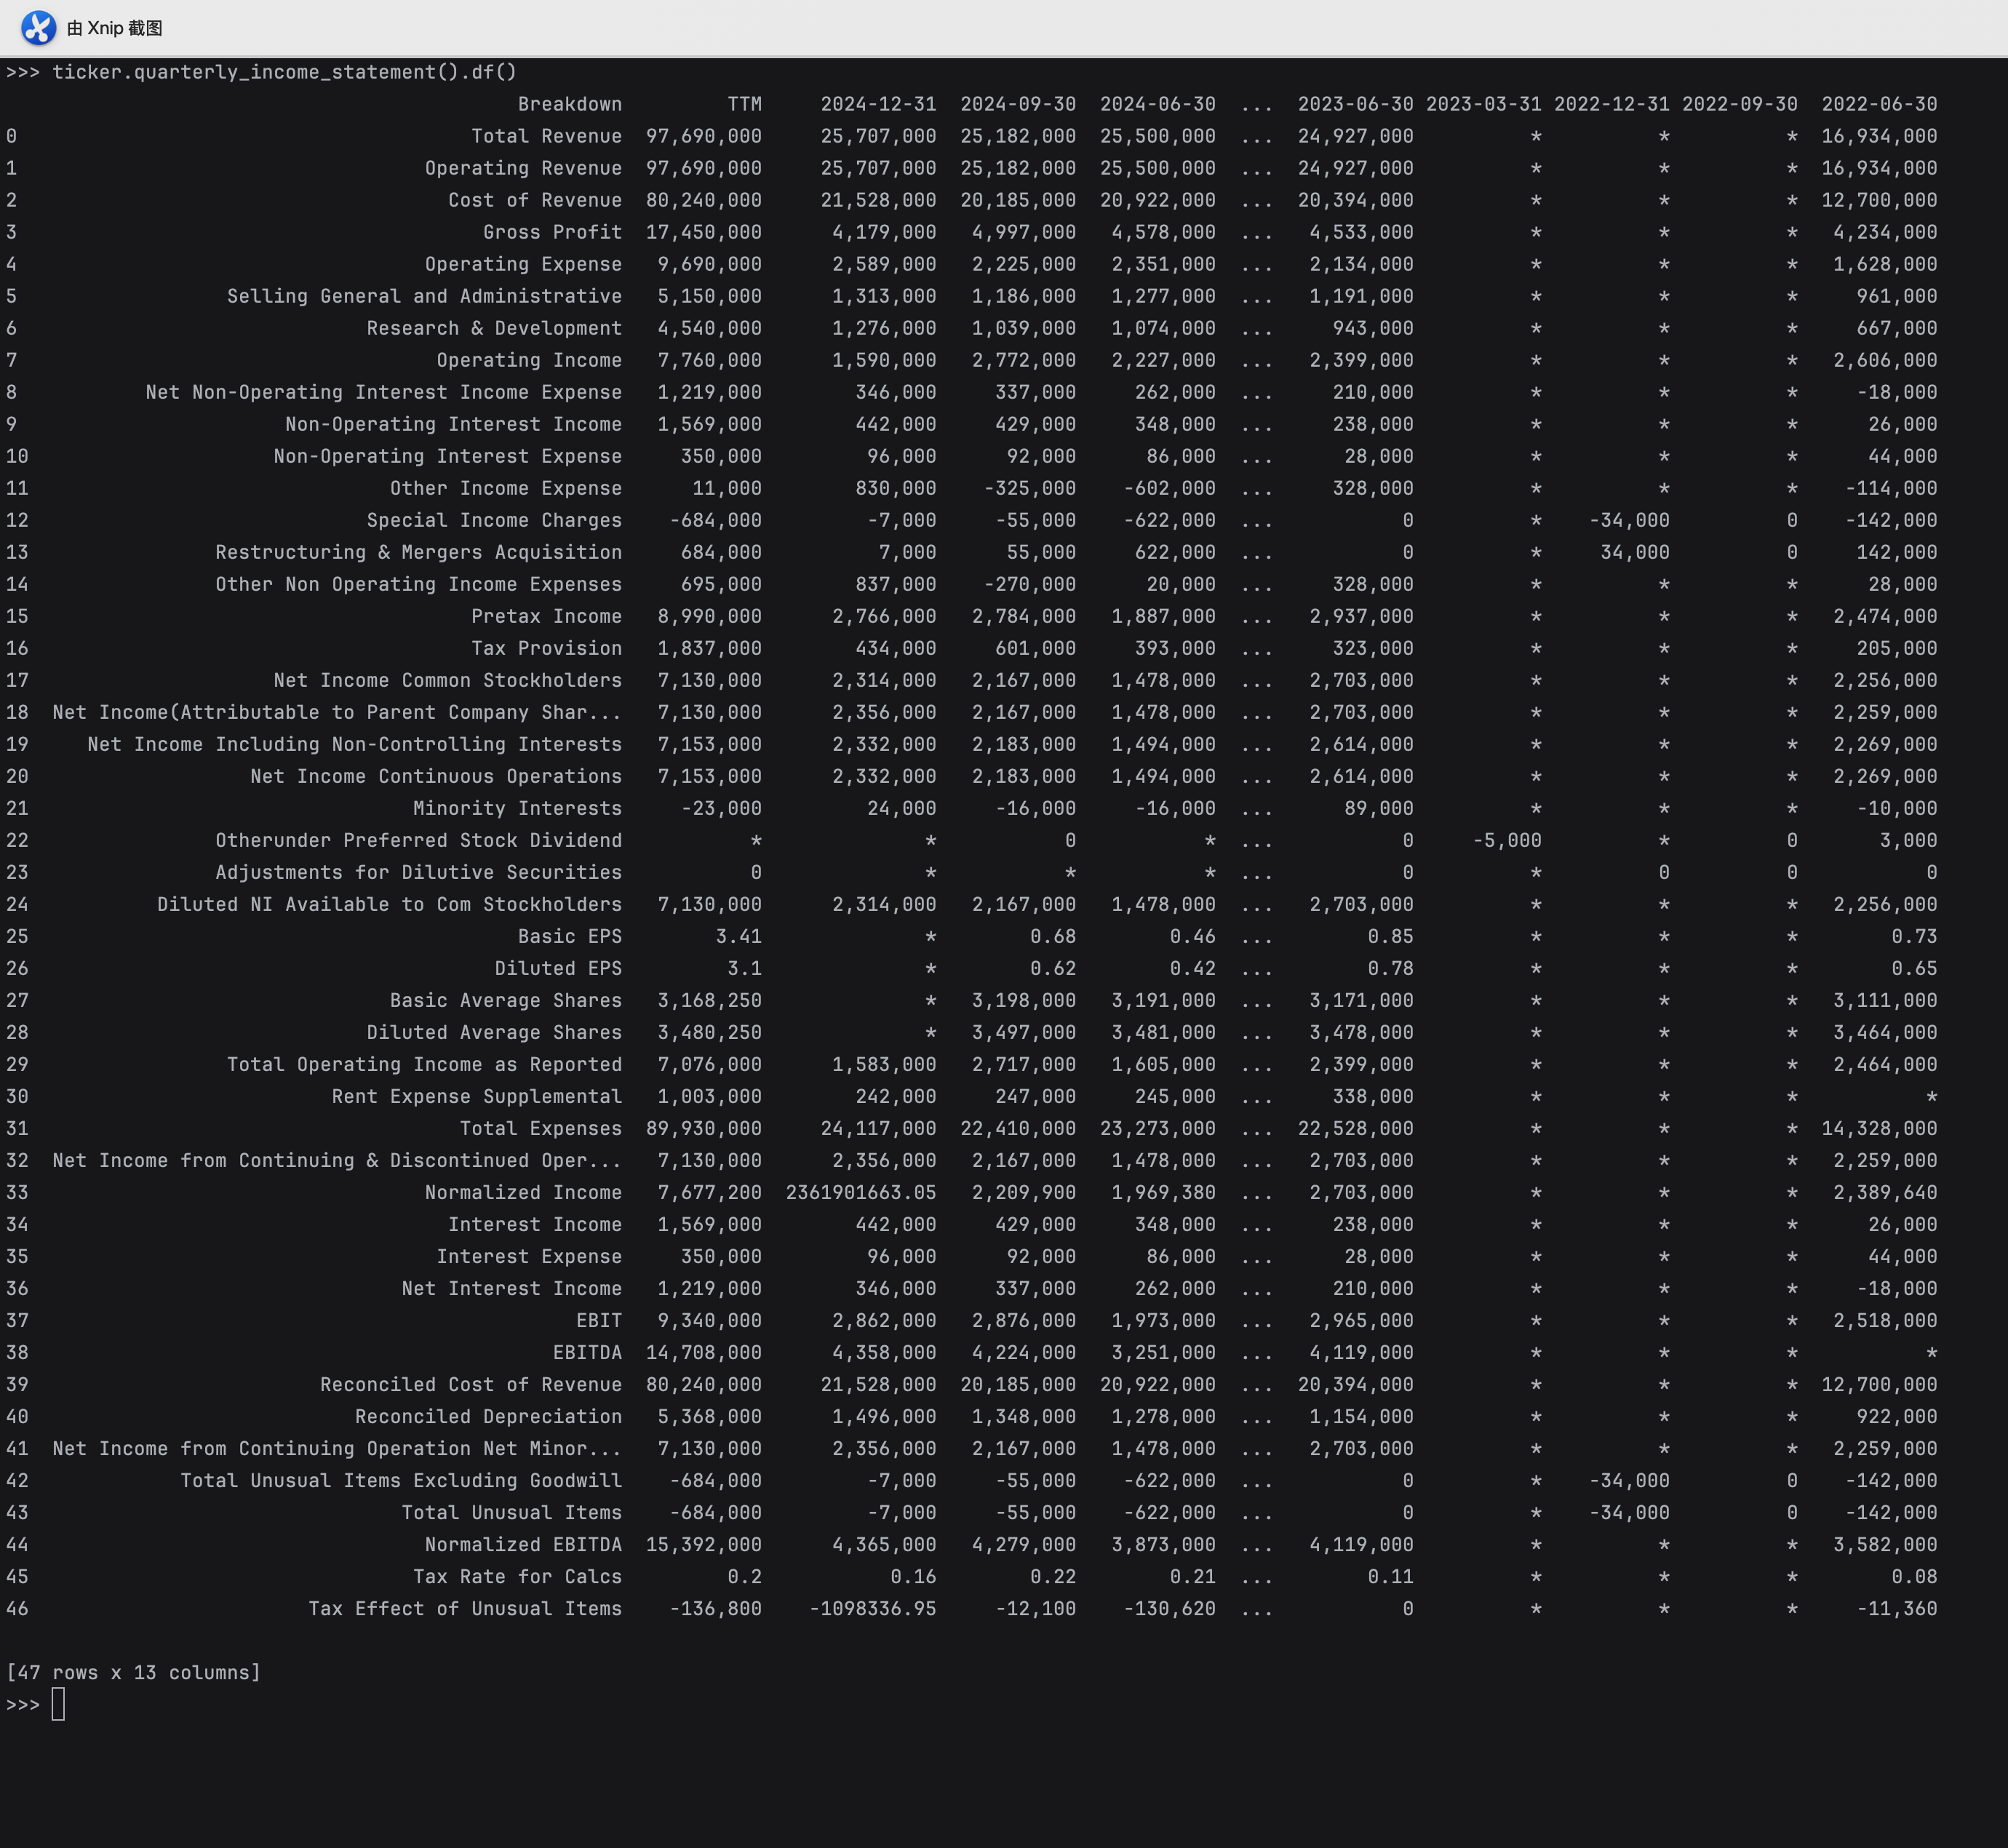 由 Xnip 截图
>>> ticker.quarterly_income_statement().df()
Breakdown TTM 2024-12-31 2024-09-30 2024-06-30 ... 2023-06-30 2023-03-31 2022-12-31 2022-09-30 2022-06-30
0 Total Revenue 97,690,000 25,707,000 25,182,000 25,500,000 ... 24,927,000 * * * 16,934,000
1 Operating Revenue 97,690,000 25,707,000 25,182,000 25,500,000 ... 24,927,000 * * * 16,934,000
2 Cost of Revenue 80,240,000 21,528,000 20,185,000 20,922,000 ... 20,394,000 * * * 12,700,000
3 Gross Profit 17,450,000 4,179,000 4,997,000 4,578,000 ... 4,533,000 * * * 4,234,000
4 Operating Expense 9,690,000 2,589,000 2,225,000 2,351,000 ... 2,134,000 * * * 1,628,000
5 Selling General and Administrative 5,150,000 1,313,000 1,186,000 1,277,000 ... 1,191,000 * * * 961,000
6 Research & Development 4,540,000 1,276,000 1,039,000 1,074,000 ... 943,000 * * * 667,000
7 Operating Income 7,760,000 1,590,000 2,772,000 2,227,000 ... 2,399,000 * * * 2,606,000
8 Net Non-Operating Interest Income Expense 1,219,000 346,000 337,000 262,000 ... 210,000 * * * -18,000
9 Non-Operating Interest Income 1,569,000 442,000 429,000 348,000 ... 238,000 * * * 26,000
10 Non-Operating Interest Expense 350,000 96,000 92,000 86,000 ... 28,000 * * * 44,000
11 Other Income Expense 11,000 830,000 -325,000 -602,000 ... 328,000 * * * -114,000
12 Special Income Charges -684,000 -7,000 -55,000 -622,000 ... 0 * -34,000 0 -142,000
13 Restructuring & Mergers Acquisition 684,000 7,000 55,000 622,000 ... 0 * 34,000 0 142,000
14 Other Non Operating Income Expenses 695,000 837,000 -270,000 20,000 ... 328,000 * * * 28,000
15 Pretax Income 8,990,000 2,766,000 2,784,000 1,887,000 ... 2,937,000 * * * 2,474,000
16 Tax Provision 1,837,000 434,000 601,000 393,000 ... 323,000 * * * 205,000
17 Net Income Common Stockholders 7,130,000 2,314,000 2,167,000 1,478,000 ... 2,703,000 * * * 2,256,000
18 Net Income(Attributable to Parent Company Shar... 7,130,000 2,356,000 2,167,000 1,478,000 ... 2,703,000 * * * 2,259,000
19 Net Income Including Non-Controlling Interests 7,153,000 2,332,000 2,183,000 1,494,000 ... 2,614,000 * * * 2,269,000
20 Net Income Continuous Operations 7,153,000 2,332,000 2,183,000 1,494,000 ... 2,614,000 * * * 2,269,000
21 Minority Interests -23,000 24,000 -16,000 -16,000 ... 89,000 * * * -10,000
22 Otherunder Preferred Stock Dividend * * 0 * ... 0 -5,000 * 0 3,000
23 Adjustments for Dilutive Securities 0 * * * ... 0 * 0 0 0
24 Diluted NI Available to Com Stockholders 7,130,000 2,314,000 2,167,000 1,478,000 ... 2,703,000 * * * 2,256,000
25 Basic EPS 3.41 * 0.68 0.46 ... 0.85 * * * 0.73
26 Diluted EPS 3.1 * 0.62 0.42 ... 0.78 * * * 0.65
27 Basic Average Shares 3,168,250 * 3,198,000 3,191,000 ... 3,171,000 * * * 3,111,000
28 Diluted Average Shares 3,480,250 * 3,497,000 3,481,000 ... 3,478,000 * * * 3,464,000
29 Total Operating Income as Reported 7,076,000 1,583,000 2,717,000 1,605,000 ... 2,399,000 * * * 2,464,000
30 Rent Expense Supplemental 1,003,000 242,000 247,000 245,000 ... 338,000 * * * *
31 Total Expenses 89,930,000 24,117,000 22,410,000 23,273,000 ... 22,528,000 * * * 14,328,000
32 Net Income from Continuing & Discontinued Oper... 7,130,000 2,356,000 2,167,000 1,478,000 ... 2,703,000 * * * 2,259,000
33 Normalized Income 7,677,200 2361901663.05 2,209,900 1,969,380 ... 2,703,000 * * * 2,389,640
34 Interest Income 1,569,000 442,000 429,000 348,000 ... 238,000 * * * 26,000
35 Interest Expense 350,000 96,000 92,000 86,000 ... 28,000 * * * 44,000
36 Net Interest Income 1,219,000 346,000 337,000 262,000 ... 210,000 * * * -18,000
37 EBIT 9,340,000 2,862,000 2,876,000 1,973,000 ... 2,965,000 * * * 2,518,000
38 EBITDA 14,708,000 4,358,000 4,224,000 3,251,000 ... 4,119,000 * * * *
39 Reconciled Cost of Revenue 80,240,000 21,528,000 20,185,000 20,922,000 ... 20,394,000 * * * 12,700,000
40 Reconciled Depreciation 5,368,000 1,496,000 1,348,000 1,278,000 ... 1,154,000 * * * 922,000
41 Net Income from Continuing Operation Net Minor... 7,130,000 2,356,000 2,167,000 1,478,000 ... 2,703,000 * * * 2,259,000
42 Total Unusual Items Excluding Goodwill -684,000 -7,000 -55,000 -622,000 ... 0 * -34,000 0 -142,000
43 Total Unusual Items -684,000 -7,000 -55,000 -622,000 ... 0 * -34,000 0 -142,000
44 Normalized EBITDA 15,392,000 4,365,000 4,279,000 3,873,000 ... 4,119,000 * * * 3,582,000
45 Tax Rate for Calcs 0.2 0.16 0.22 0.21 ... 0.11 * * * 0.08
46 Tax Effect of Unusual Items -136,800 -1098336.95 -12,100 -130,620 ... 0 * * * -11,360
[47 rows x 13 columns]
>>>